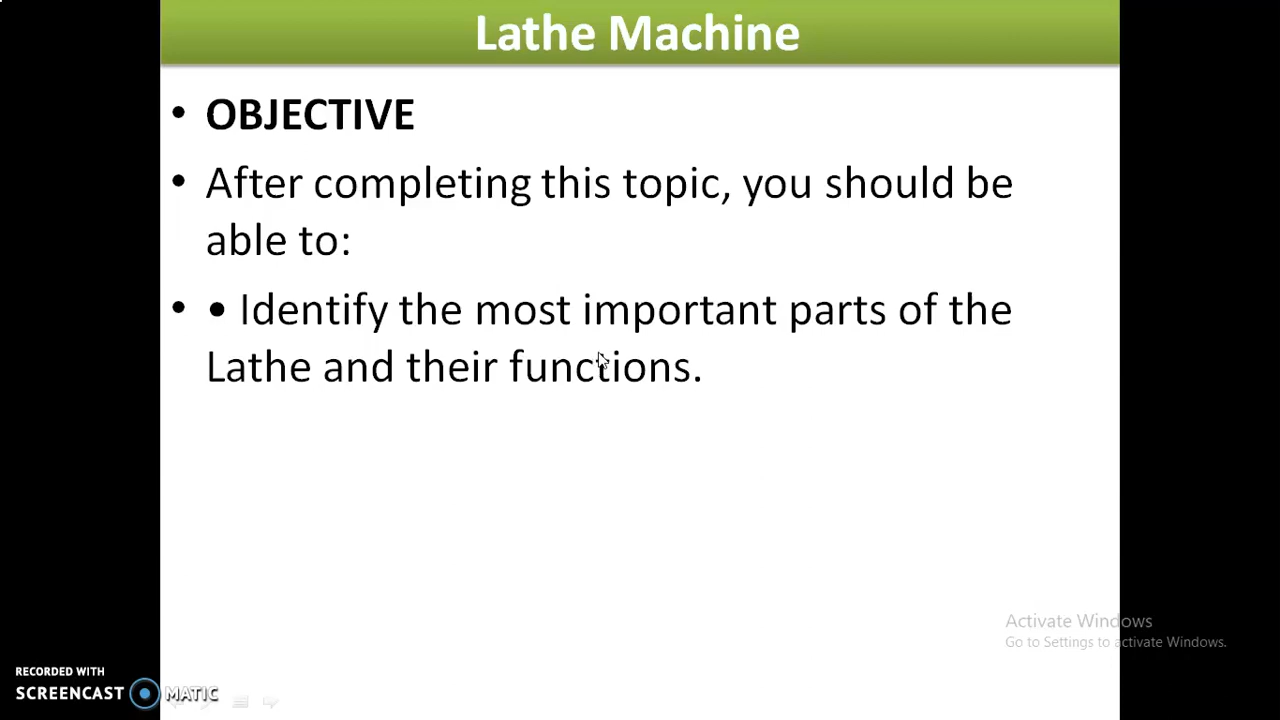 Lathe Machine
• OBJECTIVE
• After completing this topic, you should be
able to:
• • Identify the most important parts of the
Lathe and their functions.
Activate Windows
Go to Settings to activate Windows.
RECORDED WITH
SCREENCAST MATIC